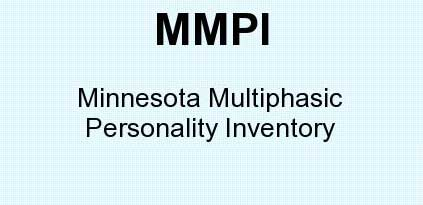 MMPI
Minnesota Multiphasic
Personality Inventory